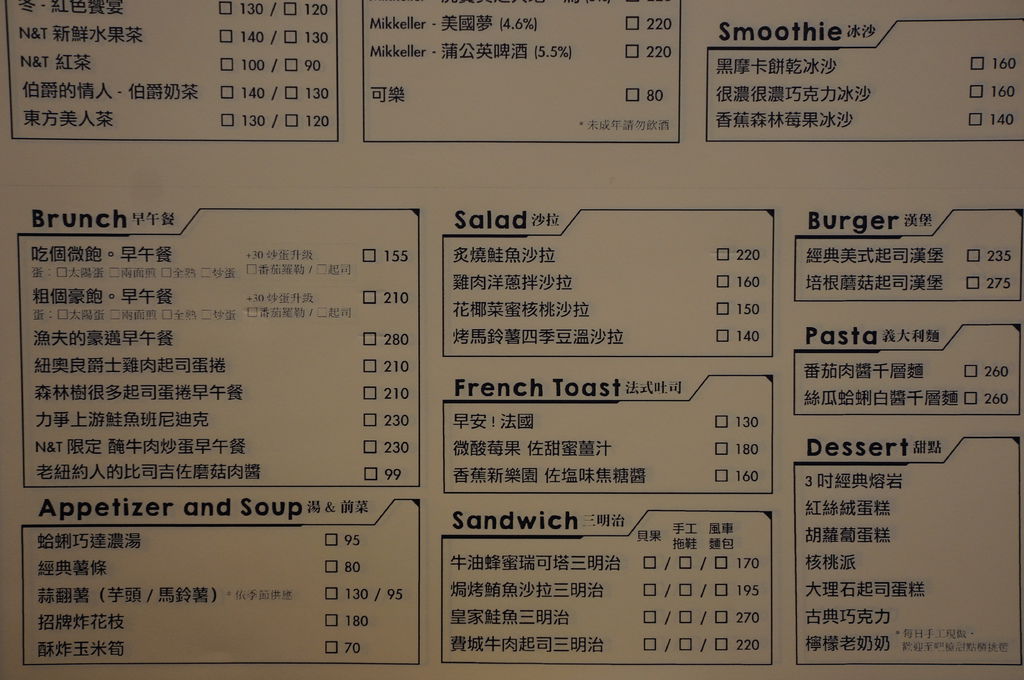 冬 - 紅色饗宴 □ 130 / □ 120
N&T 新鮮水果茶 □ 140 / □ 130
N&T 紅茶 □ 100 / □ 90
伯爵的情人 - 伯爵奶茶 □ 140 / □ 130
東方美人茶 □ 130 / □ 120
Mikkeller - 美國夢 (4.6%) □ 220
Mikkeller - 蒲公英啤酒 (5.5%) □ 220
可樂 □ 80
* 未成年請勿飲酒
Smoothie 冰沙
黑摩卡餅乾冰沙 □ 160
很濃很濃巧克力冰沙 □ 160
香蕉森林莓果冰沙 □ 140
Brunch 早午餐
吃個微飽。早午餐 +30 炒蛋升級 □ 155
蛋：□太陽蛋 □兩面煎 □全熟 □炒蛋 □番茄羅勒 / □起司
粗個豪飽。早午餐 +30 炒蛋升級 □ 210
蛋：□太陽蛋 □兩面煎 □全熟 □炒蛋 □番茄羅勒 / □起司
漁夫的豪邁早午餐 □ 280
紐奧良爵士雞肉起司蛋捲 □ 210
森林樹很多起司蛋捲早午餐 □ 210
力爭上游鮭魚班尼迪克 □ 230
N&T 限定 醃牛肉炒蛋早午餐 □ 230
老紐約人的比司吉佐磨菇肉醬 □ 99
Appetizer and Soup 湯 & 前菜
蛤蜊巧達濃湯 □ 95
經典薯條 □ 80
蒜翻薯（芋頭 / 馬鈴薯） * 依季節供應 □ 130 / 95
招牌炸花枝 □ 180
酥炸玉米筍 □ 70
Salad 沙拉
炙燒鮭魚沙拉 □ 220
雞肉洋蔥拌沙拉 □ 160
花椰菜蜜核桃沙拉 □ 150
烤馬鈴薯四季豆溫沙拉 □ 140
French Toast 法式吐司
早安 ! 法國 □ 130
微酸莓果 佐甜蜜薑汁 □ 180
香蕉新樂園 佐塩味焦糖醬 □ 160
Sandwich 三明治 貝果 手工拖鞋 風車麵包
牛油蜂蜜瑞可塔三明治 □ / □ / □ 170
焗烤鮪魚沙拉三明治 □ / □ / □ 195
皇家鮭魚三明治 □ / □ / □ 270
費城牛肉起司三明治 □ / □ / □ 220
Burger 漢堡
經典美式起司漢堡 □ 235
培根蘑菇起司漢堡 □ 275
Pasta 義大利麵
番茄肉醬千層麵 □ 260
絲瓜蛤蜊白醬千層麵 □ 260
Dessert 甜點
3 吋經典熔岩
紅絲絨蛋糕
胡蘿蔔蛋糕
核桃派
大理石起司蛋糕
古典巧克力
檸檬老奶奶
* 每日手工現做，
歡迎至吧檯甜點櫃挑選